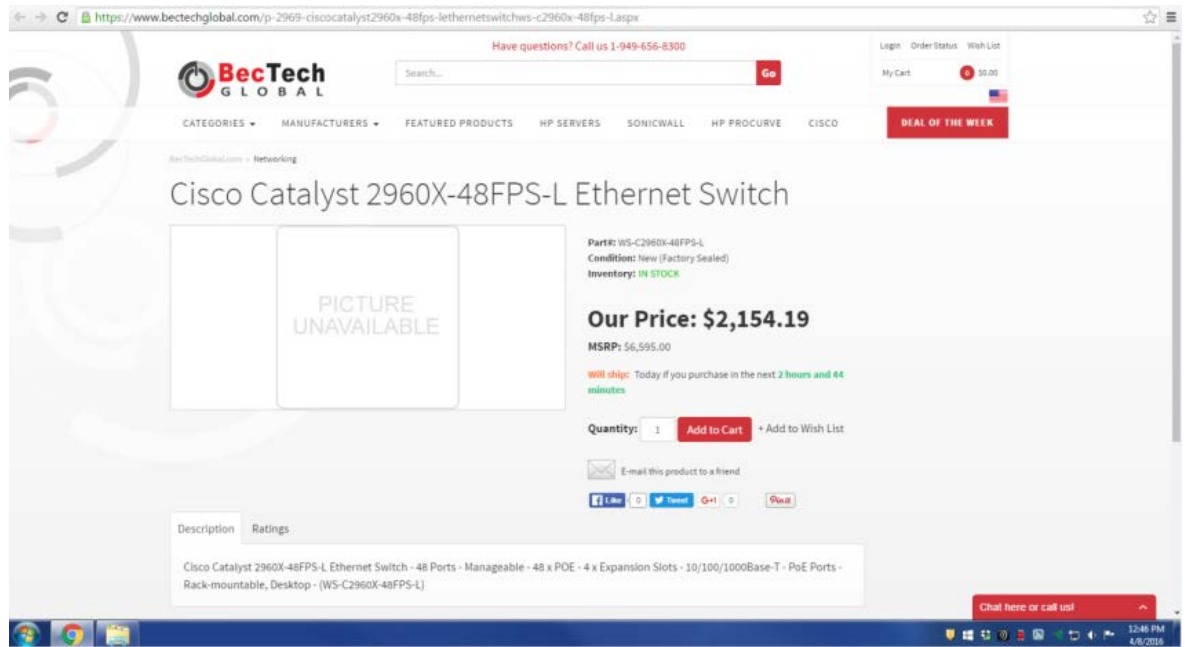 https://www.bectechglobal.com/p-2969-ciscocatalyst2960x-48fps-lethernetswitchws-c2960x-48fps-l.aspx
Have questions? Call us 1-949-656-8300
Login Order Status Wish List
BecTech
GLOBAL
Search...
Go
My Cart 0 $0.00
CATEGORIES MANUFACTURERS FEATURED PRODUCTS HP SERVERS SONICWALL HP PROCURVE CISCO
DEAL OF THE WEEK
BecTechGlobal.com » Networking
Cisco Catalyst 2960X-48FPS-L Ethernet Switch
PICTURE
UNAVAILABLE
Part#: WS-C2960X-48FPS-L
Condition: New (Factory Sealed)
Inventory: IN STOCK
Our Price: $2,154.19
MSRP: $6,595.00
Will ship: Today if you purchase in the next 2 hours and 44
minutes
Quantity: 1 Add to Cart + Add to Wish List
E-mail this product to a friend
Like 0 Tweet G+1 0 Pin it
Description Ratings
Cisco Catalyst 2960X-48FPS-L Ethernet Switch - 48 Ports - Manageable - 48 x POE - 4 x Expansion Slots - 10/100/1000Base-T - PoE Ports -
Rack-mountable, Desktop - (WS-C2960X-48FPS-L)
Chat here or call us!
12:46 PM
4/8/2016